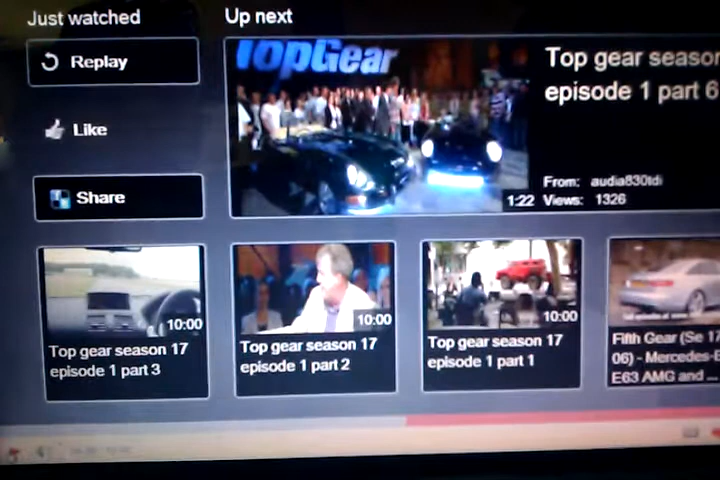 Just watched
Up next
Replay
Like
Share
TopGear
1:22
Top gear season
episode 1 part 6
From: audia830tdi
Views: 1326
10:00
Top gear season 17
episode 1 part 3
10:00
Top gear season 17
episode 1 part 2
10:00
Top gear season 17
episode 1 part 1
Fifth Gear (Se 17
06) - Mercedes-B
E63 AMG and ...